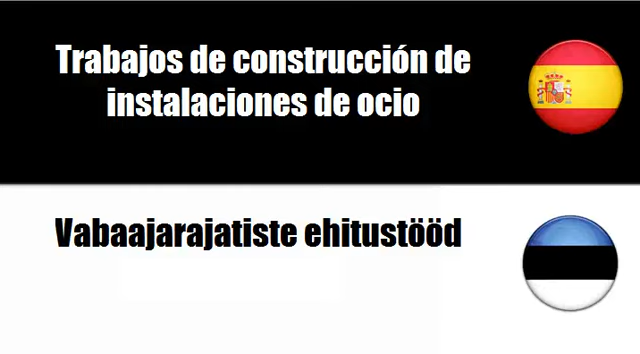 Trabajos de construcción de
instalaciones de ocio
Vabaajarajatiste ehitustööd